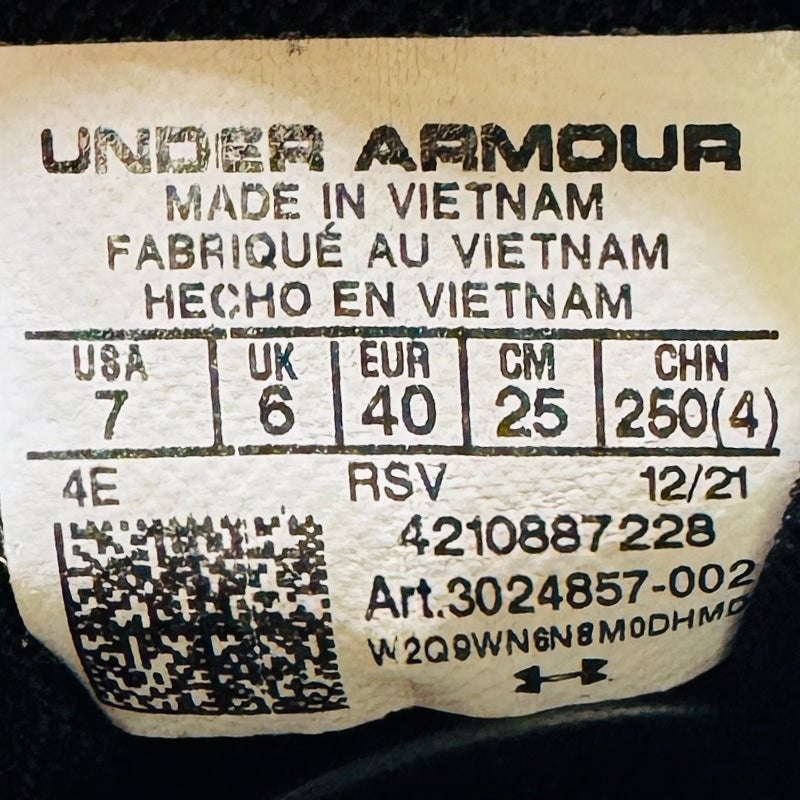 UNDER ARMOUR
MADE IN VIETNAM
FABRIQUÉ AU VIETNAM
HECHO EN VIETNAM
USA UK EUR CM CHN
7 6 40 25 250(4)
4E RSV 12/21
4210887228
Art.3024857-002
W2Q9WN6N8M0DHMD